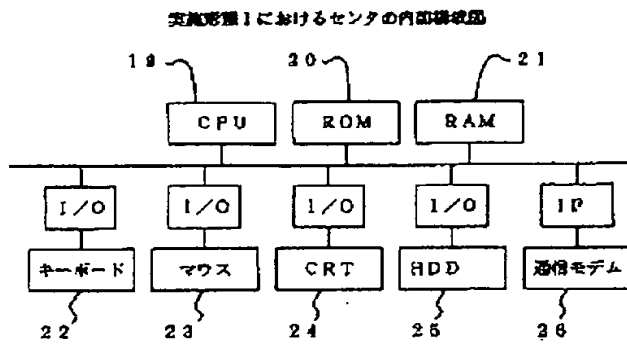 実施形態1におけるセンタの内部構成図
19 20 21
CPU ROM RAM
I/O I/O I/O I/O IF
キーボード マウス CRT HDD 通信モデム
22 23 24 25 26